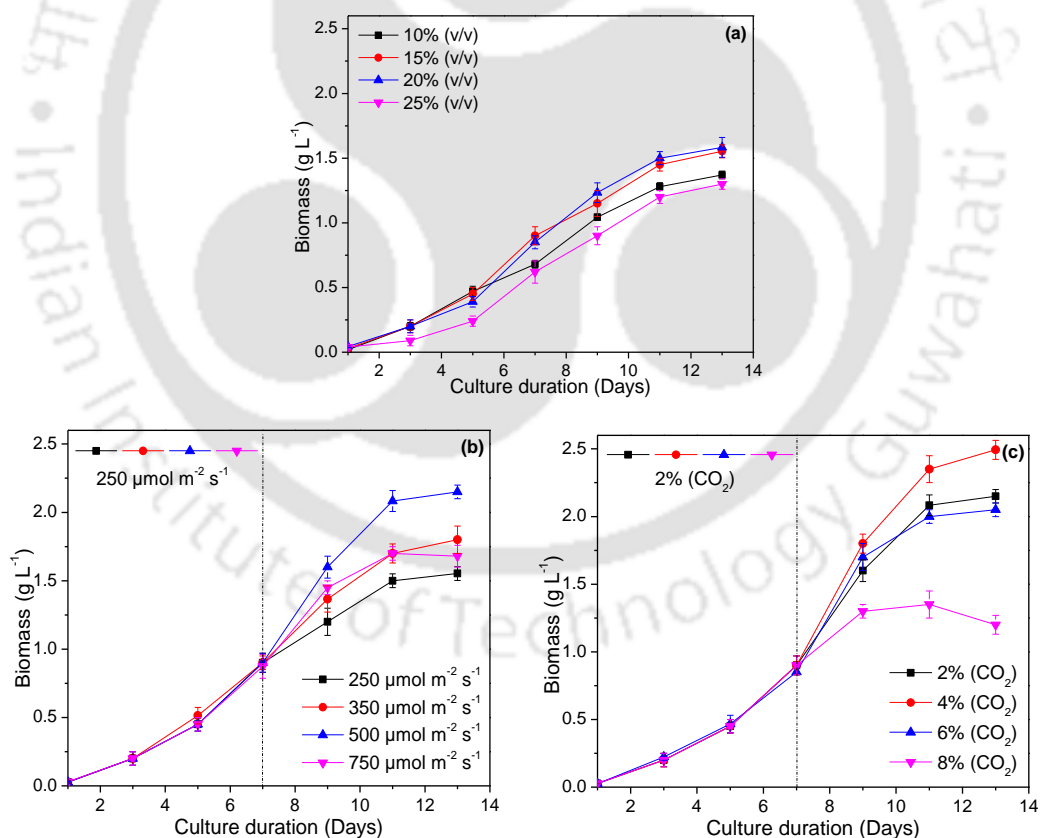 (a)
10% (v/v)
15% (v/v)
20% (v/v)
25% (v/v)
Biomass (g L⁻¹)
2.5
2.0
1.5
1.0
0.5
0.0
2 4 6 8 10 12 14
Culture duration (Days)
(b)
250 µmol m⁻² s⁻¹
Biomass (g L⁻¹)
2.5
2.0
1.5
1.0
0.5
0.0
250 µmol m⁻² s⁻¹
350 µmol m⁻² s⁻¹
500 µmol m⁻² s⁻¹
750 µmol m⁻² s⁻¹
0 2 4 6 8 10 12 14
Culture duration (Days)
(c)
2% (CO₂)
Biomass (g L⁻¹)
2.5
2.0
1.5
1.0
0.5
0.0
2% (CO₂)
4% (CO₂)
6% (CO₂)
8% (CO₂)
2 4 6 8 10 12 14
Culture duration (Days)
Indian Institute of Technology Guwahati